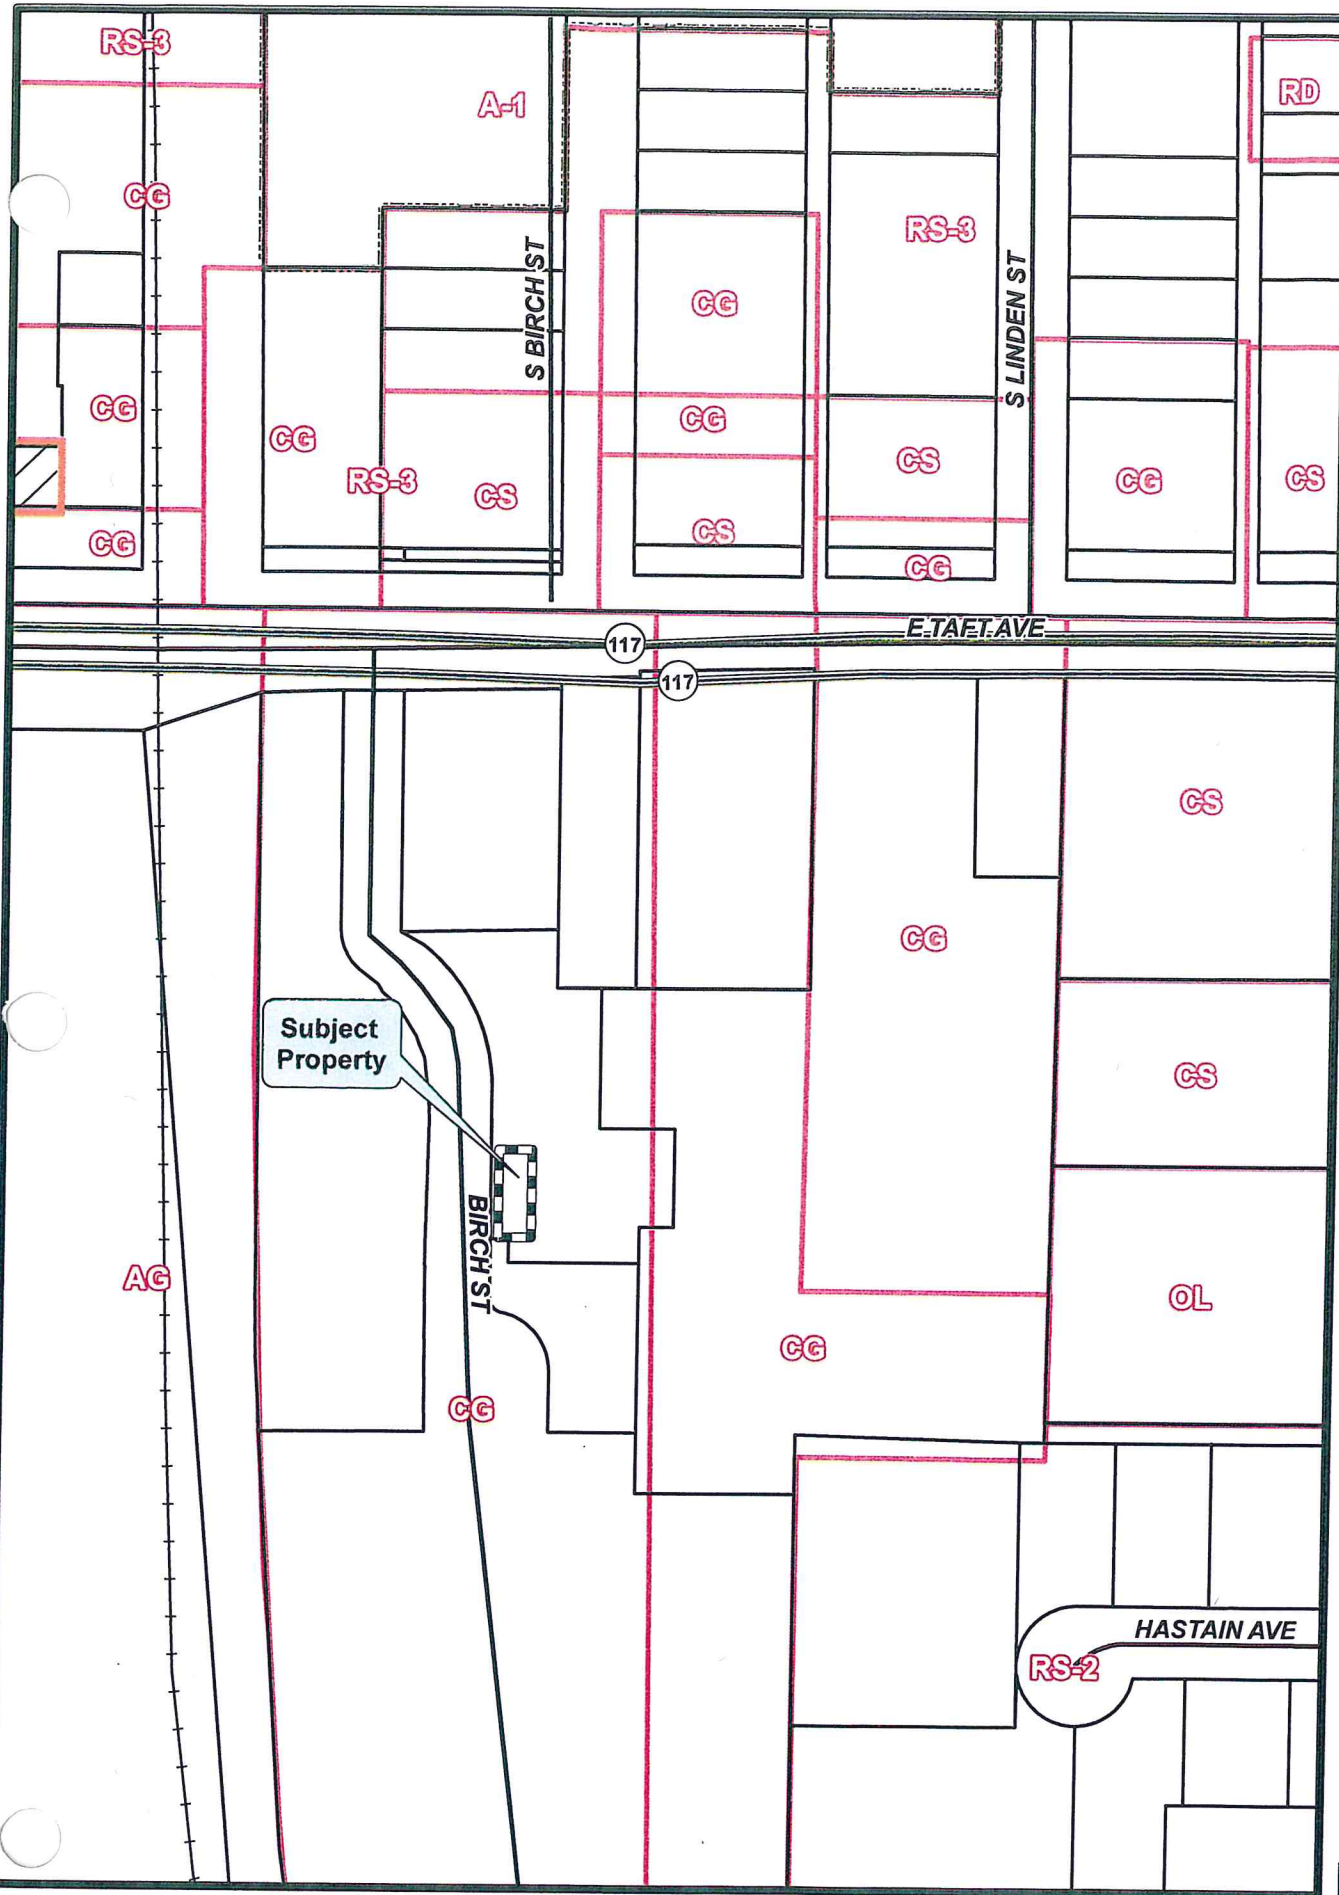 RS-3
A-1
RD
CG
RS-3
S BIRCH ST
CG
S LINDEN ST
CG
CG
CG
RS-3
CS
CG
CS
CG
CS
CS
CG
CG
E TAFT AVE
117
117
CS
CG
Subject
Property
CS
BIRCH ST
AG
OL
CG
CG
HASTAIN AVE
RS-2